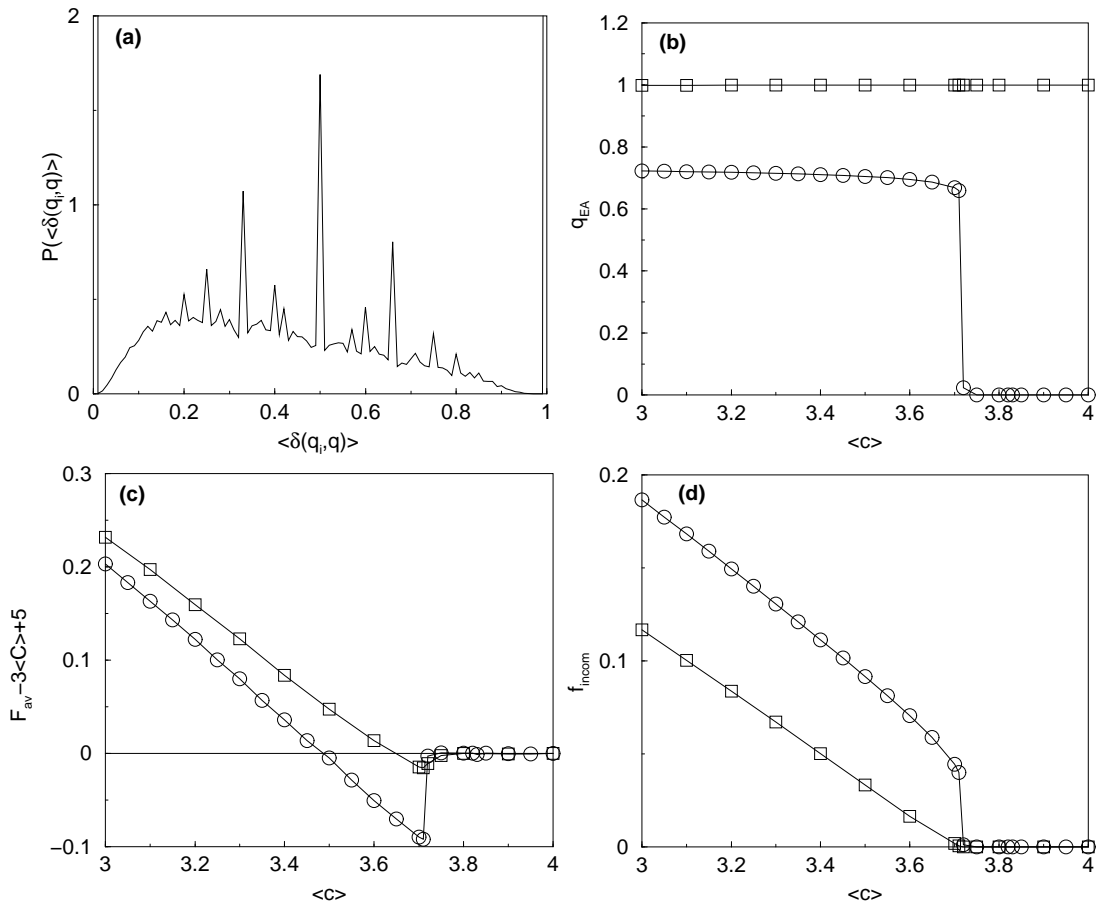 (a)
2
1
0
P(<δ(qᵢ,q)>)
0 0.2 0.4 0.6 0.8 1
<δ(qᵢ,q)>
(b)
1.2
1
0.8
0.6
0.4
0.2
0
q_EA
3 3.2 3.4 3.6 3.8 4
<c>
(c)
0.3
0.2
0.1
0
−0.1
F_av−3<C>+5
3 3.2 3.4 3.6 3.8 4
<c>
(d)
0.2
0.1
0
f_incom
3 3.2 3.4 3.6 3.8 4
<c>